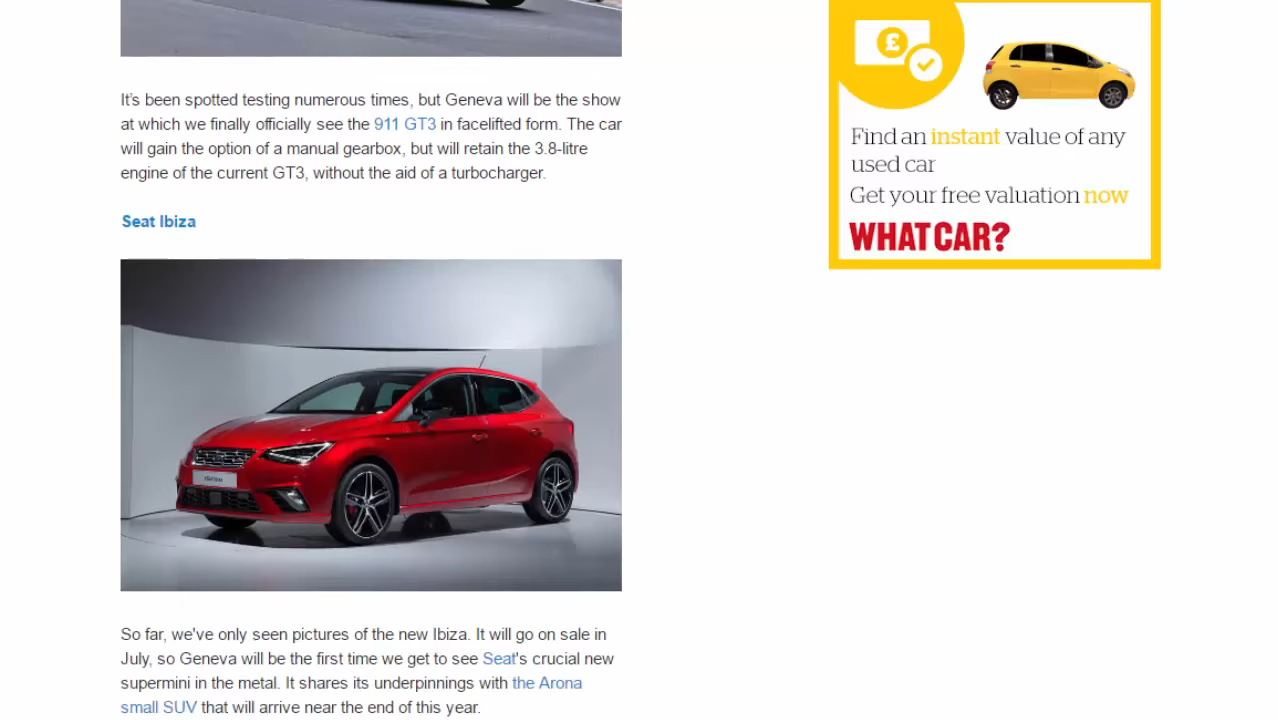 It's been spotted testing numerous times, but Geneva will be the show
at which we finally officially see the 911 GT3 in facelifted form. The car
will gain the option of a manual gearbox, but will retain the 3.8-litre
engine of the current GT3, without the aid of a turbocharger.
Seat Ibiza
So far, we've only seen pictures of the new Ibiza. It will go on sale in
July, so Geneva will be the first time we get to see Seat's crucial new
supermini in the metal. It shares its underpinnings with the Arona
small SUV that will arrive near the end of this year.
£
Find an instant value of any
used car
Get your free valuation now
WHAT CAR?